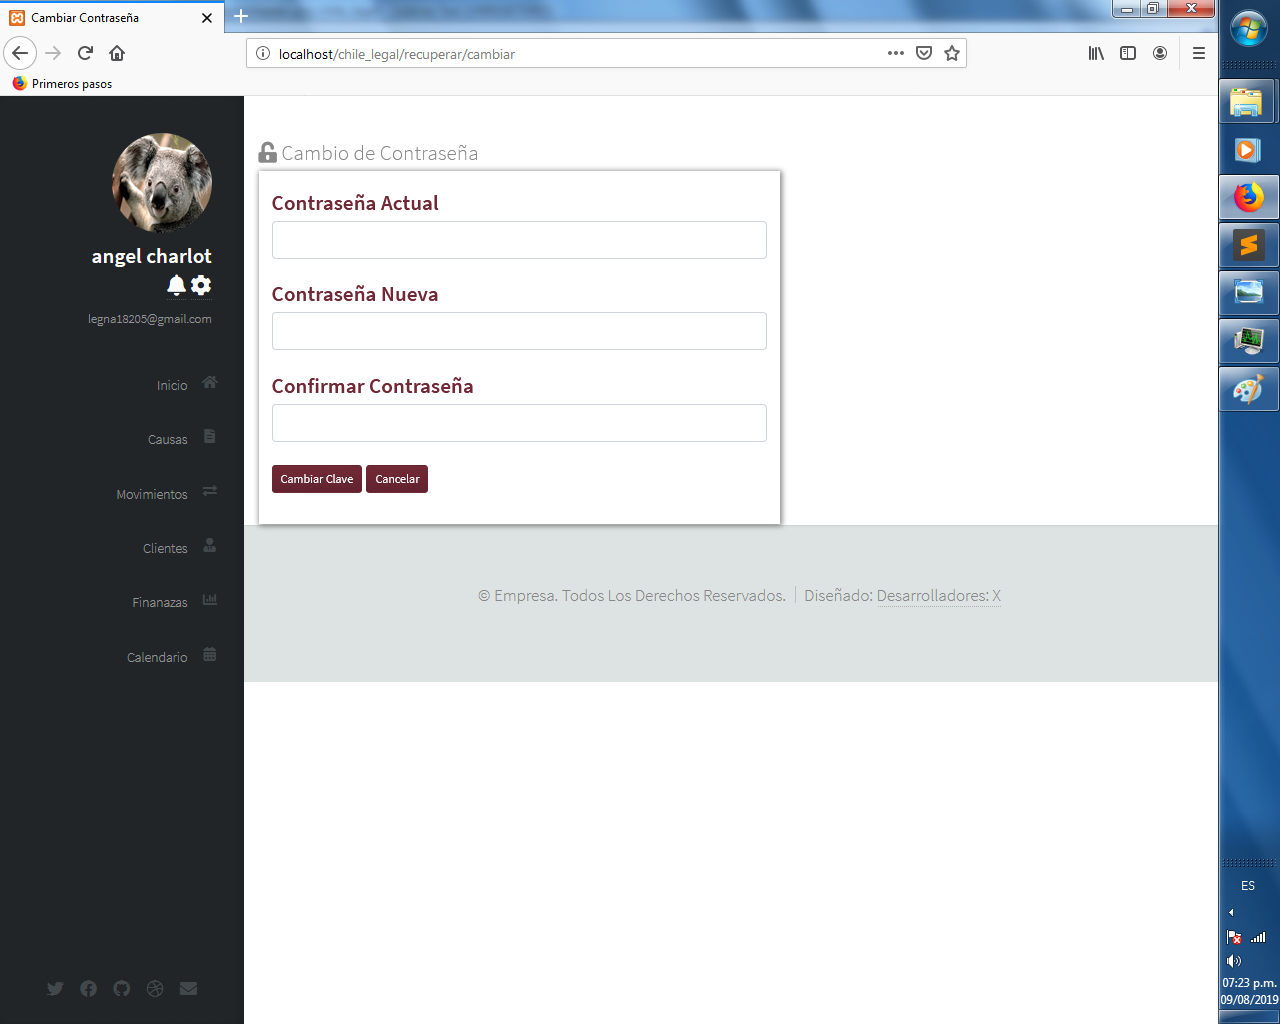 Cambiar Contraseña
localhost/chile_legal/recuperar/cambiar
Primeros pasos
angel charlot
legna18205@gmail.com
Inicio
Causas
Movimientos
Clientes
Finanazas
Calendario
Cambio de Contraseña
Contraseña Actual
Contraseña Nueva
Confirmar Contraseña
Cambiar Clave Cancelar
© Empresa. Todos Los Derechos Reservados. Diseñado: Desarrolladores: X
ES
07:23 p.m.
09/08/2019